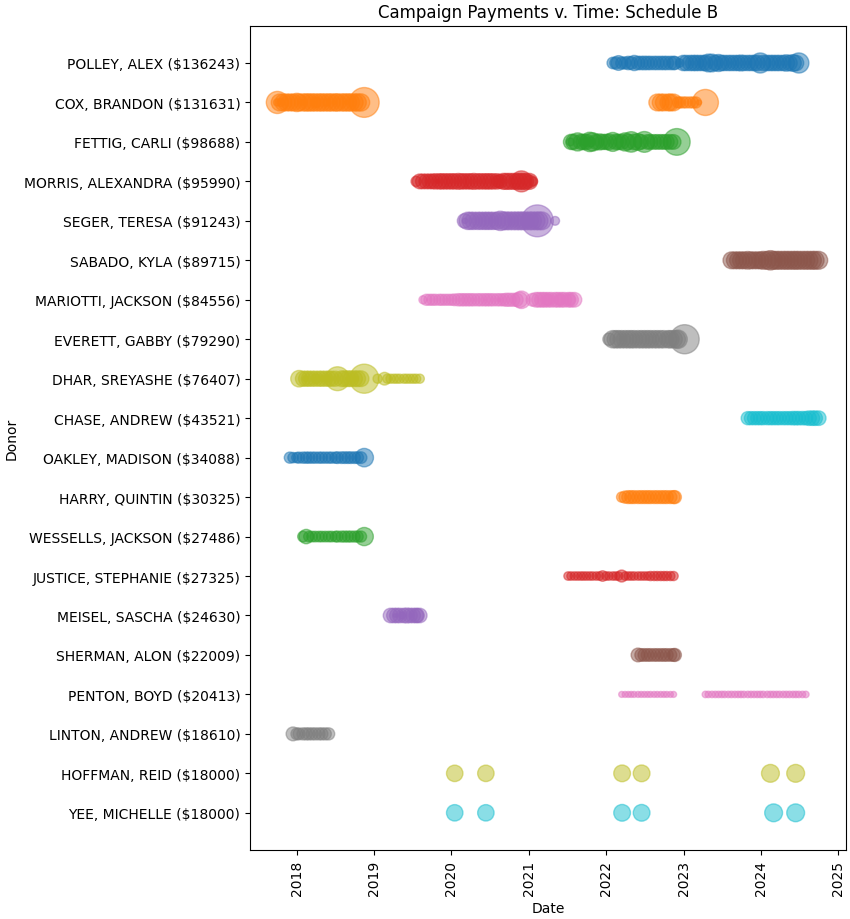 Campaign Payments v. Time: Schedule B
POLLEY, ALEX ($136243)
COX, BRANDON ($131631)
FETTIG, CARLI ($98688)
MORRIS, ALEXANDRA ($95990)
SEGER, TERESA ($91243)
SABADO, KYLA ($89715)
MARIOTTI, JACKSON ($84556)
EVERETT, GABBY ($79290)
DHAR, SREYASHE ($76407)
CHASE, ANDREW ($43521)
OAKLEY, MADISON ($34088)
HARRY, QUINTIN ($30325)
WESSELLS, JACKSON ($27486)
JUSTICE, STEPHANIE ($27325)
MEISEL, SASCHA ($24630)
SHERMAN, ALON ($22009)
PENTON, BOYD ($20413)
LINTON, ANDREW ($18610)
HOFFMAN, REID ($18000)
YEE, MICHELLE ($18000)
Donor
2018
2019
2020
2021
2022
2023
2024
2025
Date